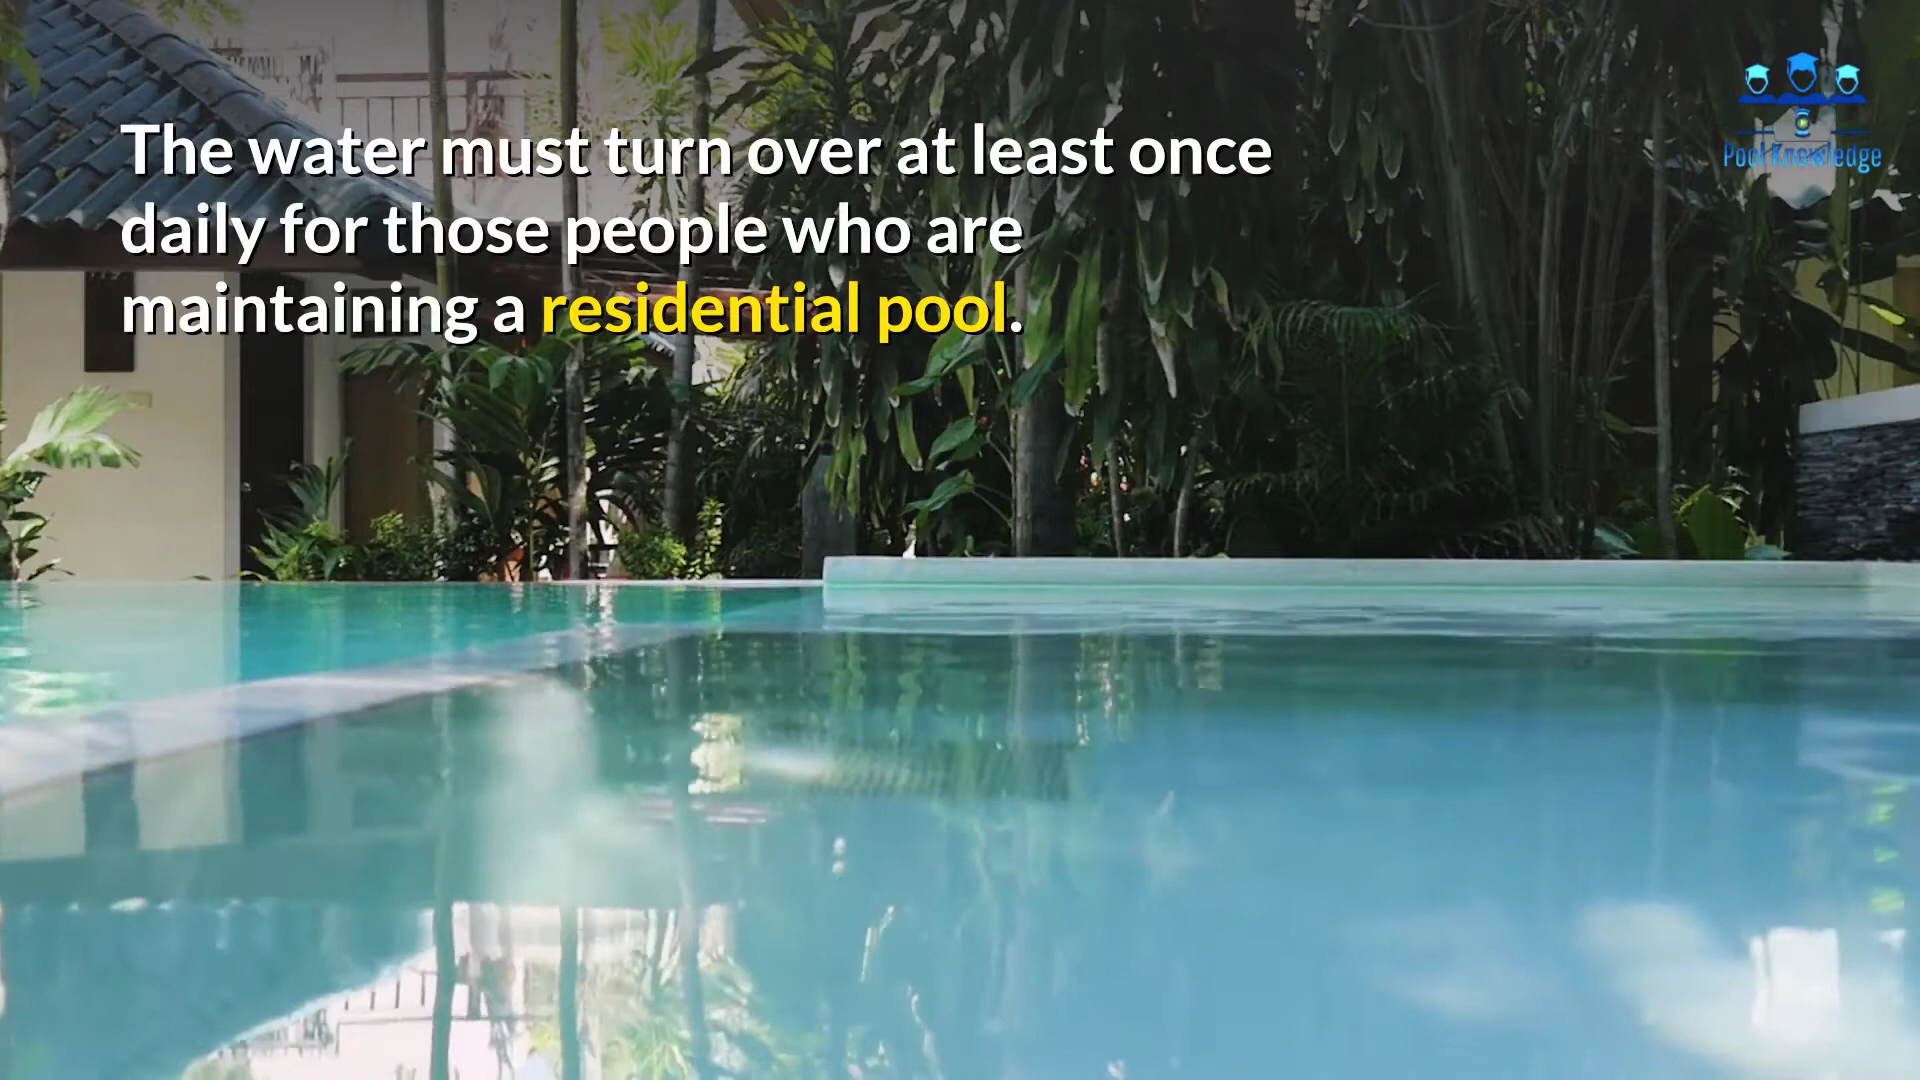 The water must turn over at least once
daily for those people who are
maintaining a residential pool.
Pool Knowledge